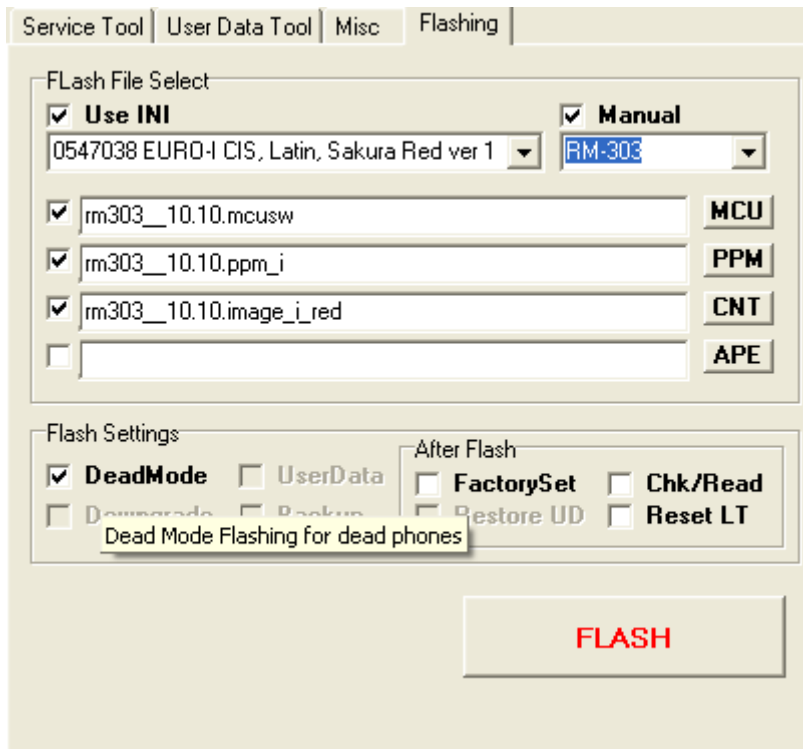 Service Tool User Data Tool Misc Flashing
FLash File Select
Use INI Manual
0547038 EURO-I CIS, Latin, Sakura Red ver 1 RM-303
rm303__10.10.mcusw MCU
rm303__10.10.ppm_i PPM
rm303__10.10.image_i_red CNT
APE
Flash Settings
After Flash
DeadMode UserData FactorySet Chk/Read
Downgrade Backup Restore UD Reset LT
Dead Mode Flashing for dead phones
FLASH